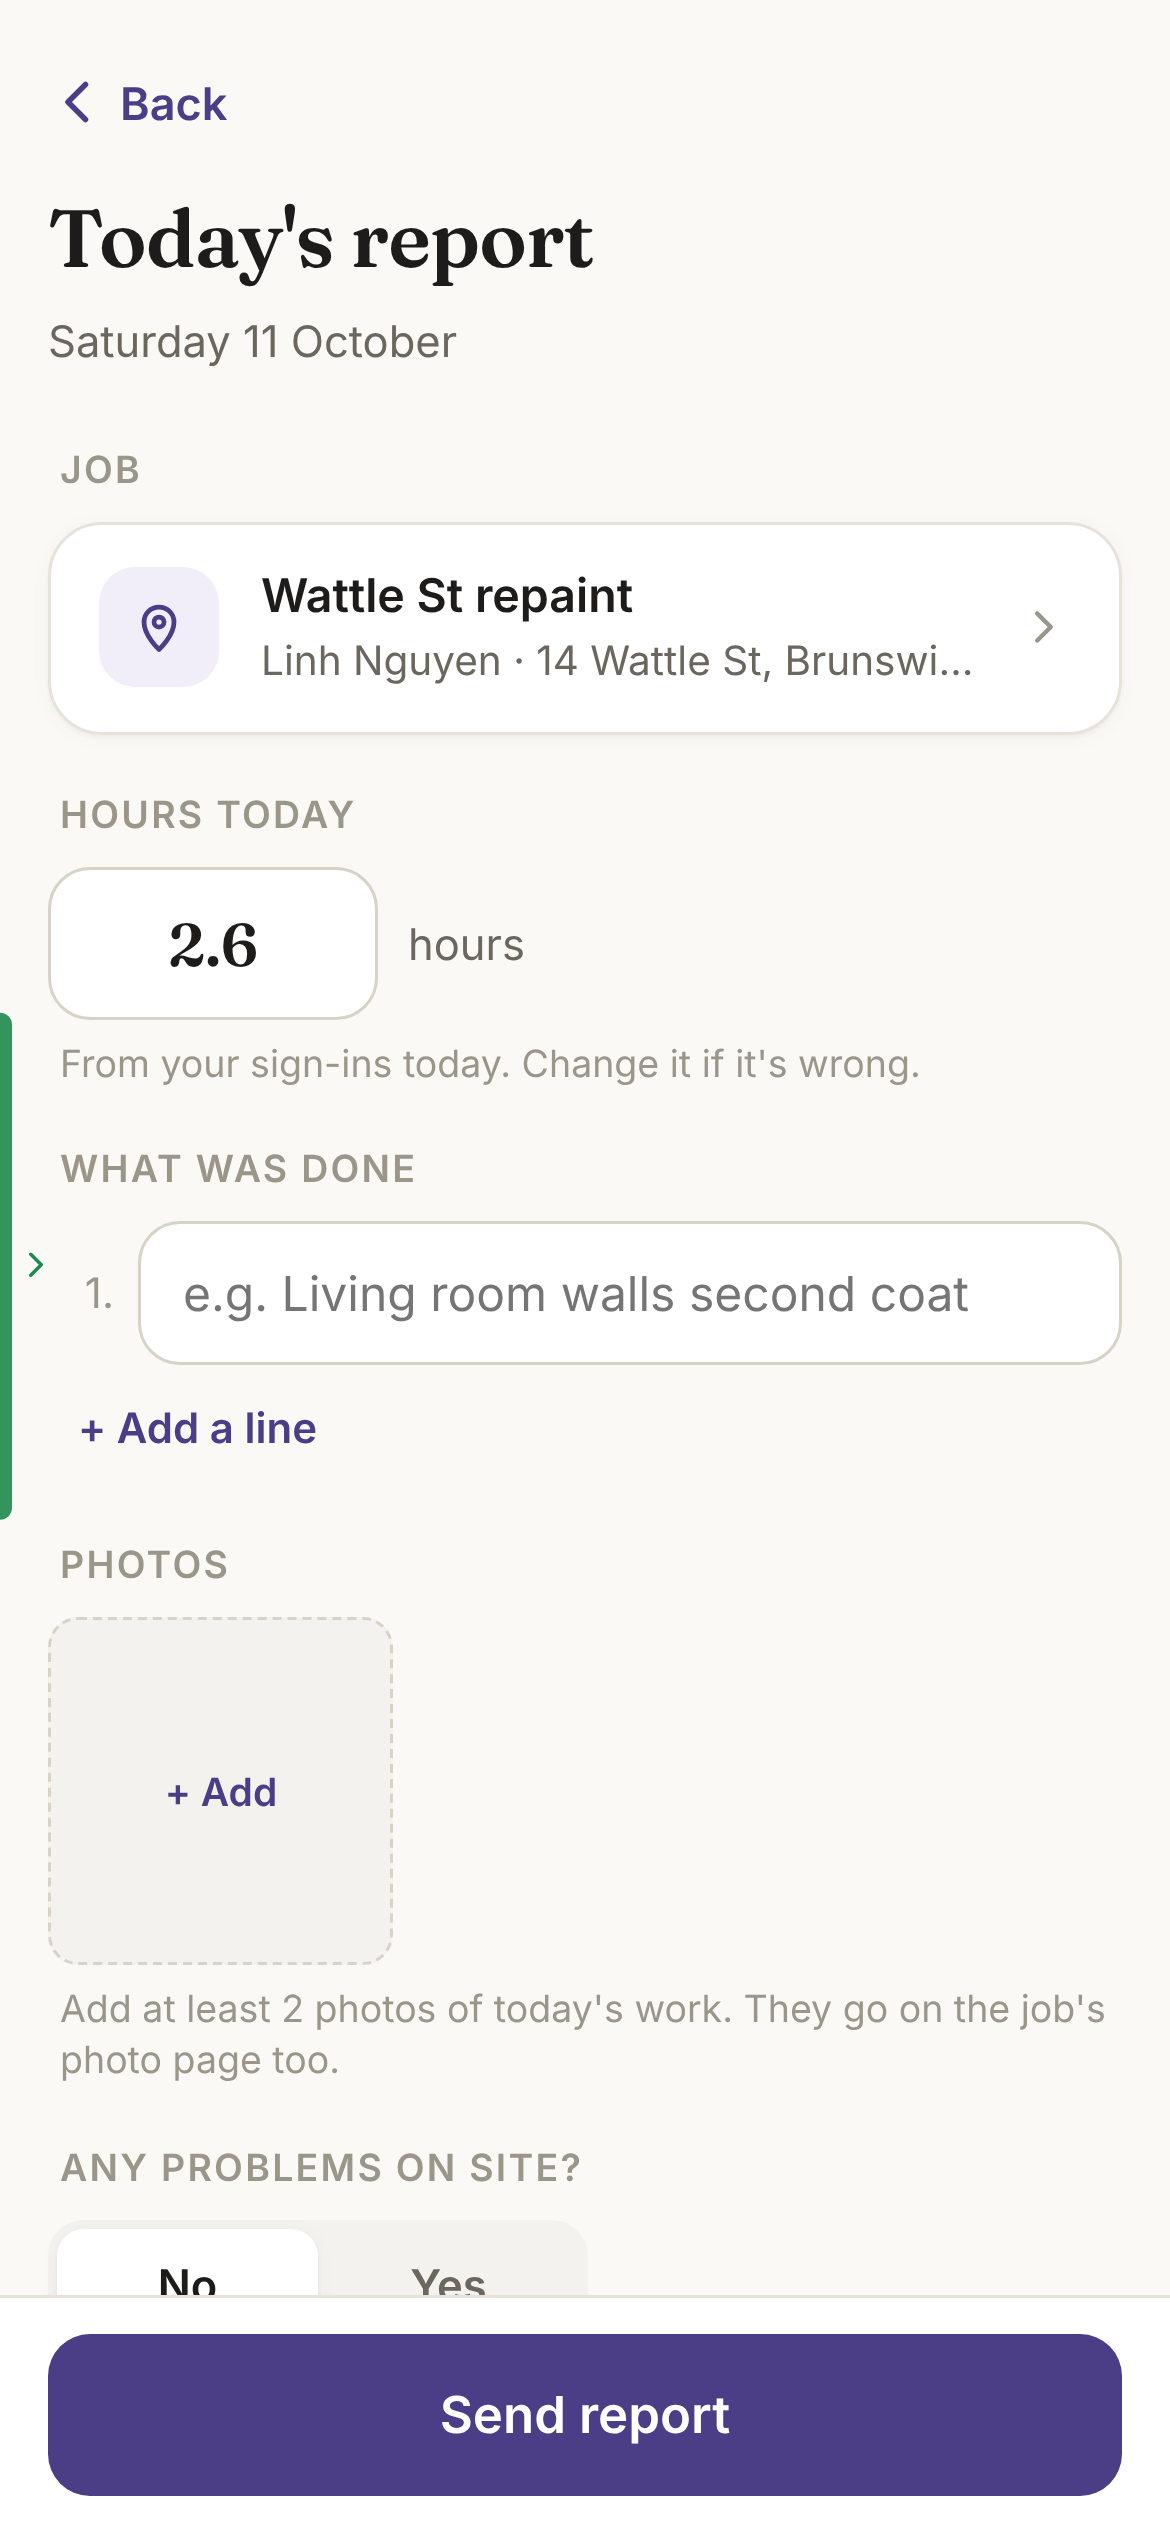 Back
Today's report
Saturday 11 October
JOB
Wattle St repaint
Linh Nguyen · 14 Wattle St, Brunswi...
HOURS TODAY
2.6 hours
From your sign-ins today. Change it if it's wrong.
WHAT WAS DONE
1. e.g. Living room walls second coat
+ Add a line
PHOTOS
+ Add
Add at least 2 photos of today's work. They go on the job's
photo page too.
ANY PROBLEMS ON SITE?
No Yes
Send report